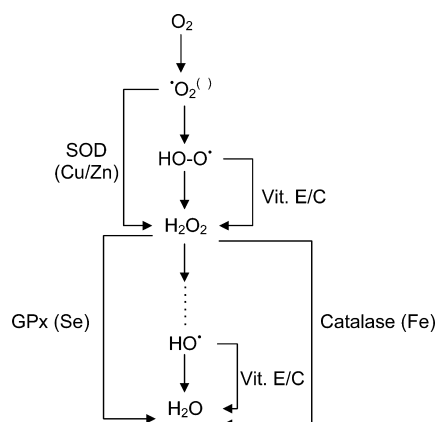 O₂
•O₂⁽ ⁾
SOD
(Cu/Zn)
HO-O•
Vit. E/C
H₂O₂
GPx (Se)
Catalase (Fe)
HO•
Vit. E/C
H₂O